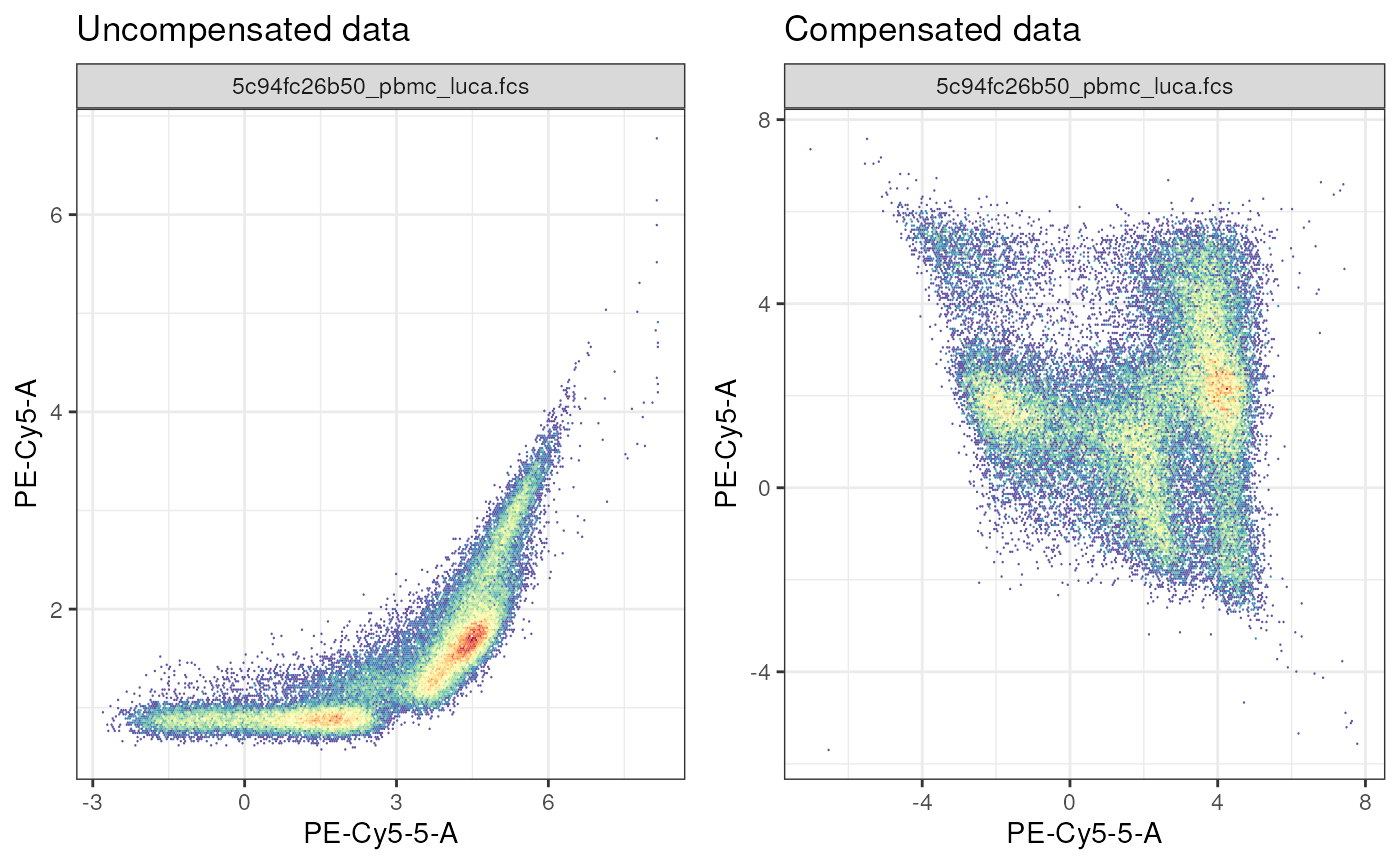 Uncompensated data
5c94fc26b50_pbmc_luca.fcs
6
4
2
PE-Cy5-A
-3 0 3 6
PE-Cy5-5-A
Compensated data
5c94fc26b50_pbmc_luca.fcs
8
4
0
-4
PE-Cy5-A
-4 0 4 8
PE-Cy5-5-A